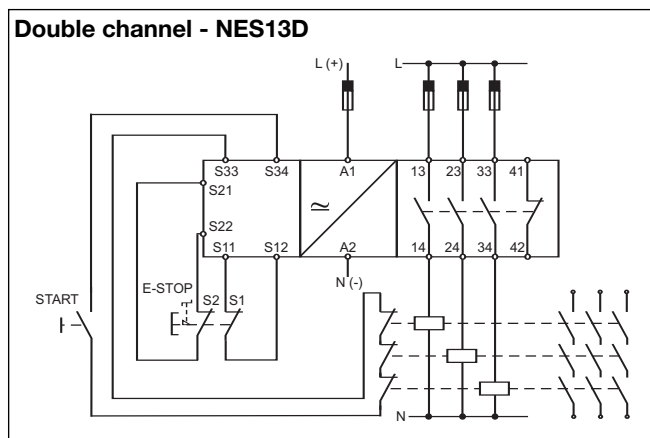 Double channel - NES13D
L (+) L
S33 S34 A1 13 23 33 41
S21
≃
S22
S11 S12 A2 14 24 34 42
N (-)
E-STOP
START S2 S1
N